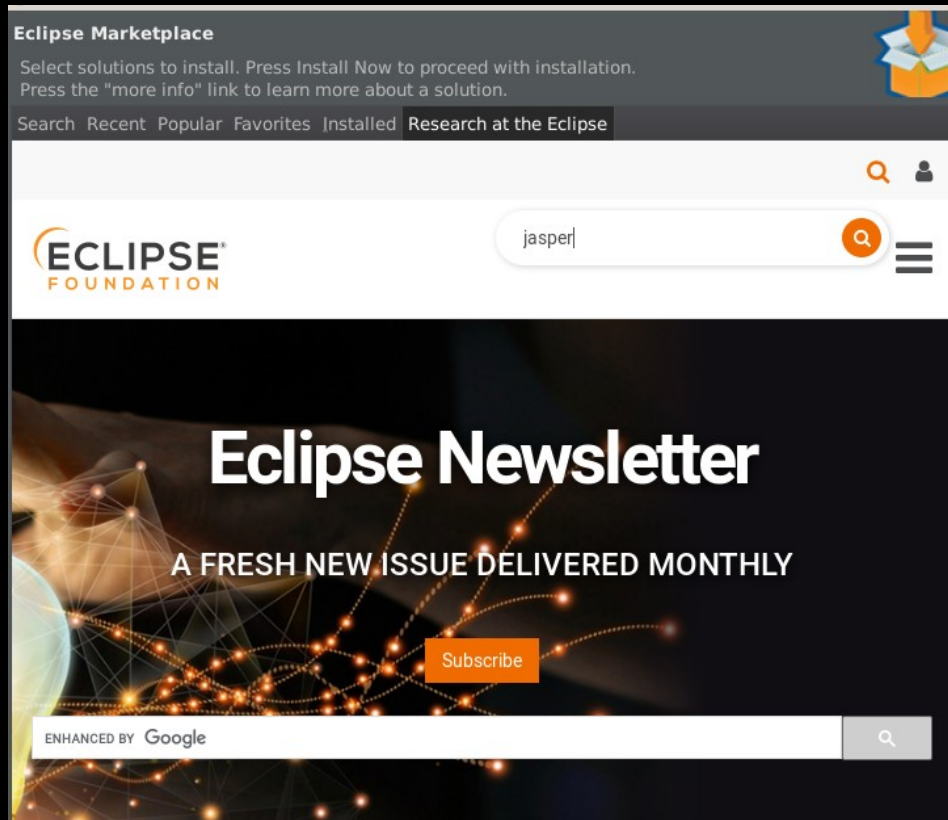 Eclipse Marketplace
Select solutions to install. Press Install Now to proceed with installation.
Press the "more info" link to learn more about a solution.
Search Recent Popular Favorites Installed Research at the Eclipse
jasper
ECLIPSE®
FOUNDATION
Eclipse Newsletter
A FRESH NEW ISSUE DELIVERED MONTHLY
Subscribe
ENHANCED BY Google